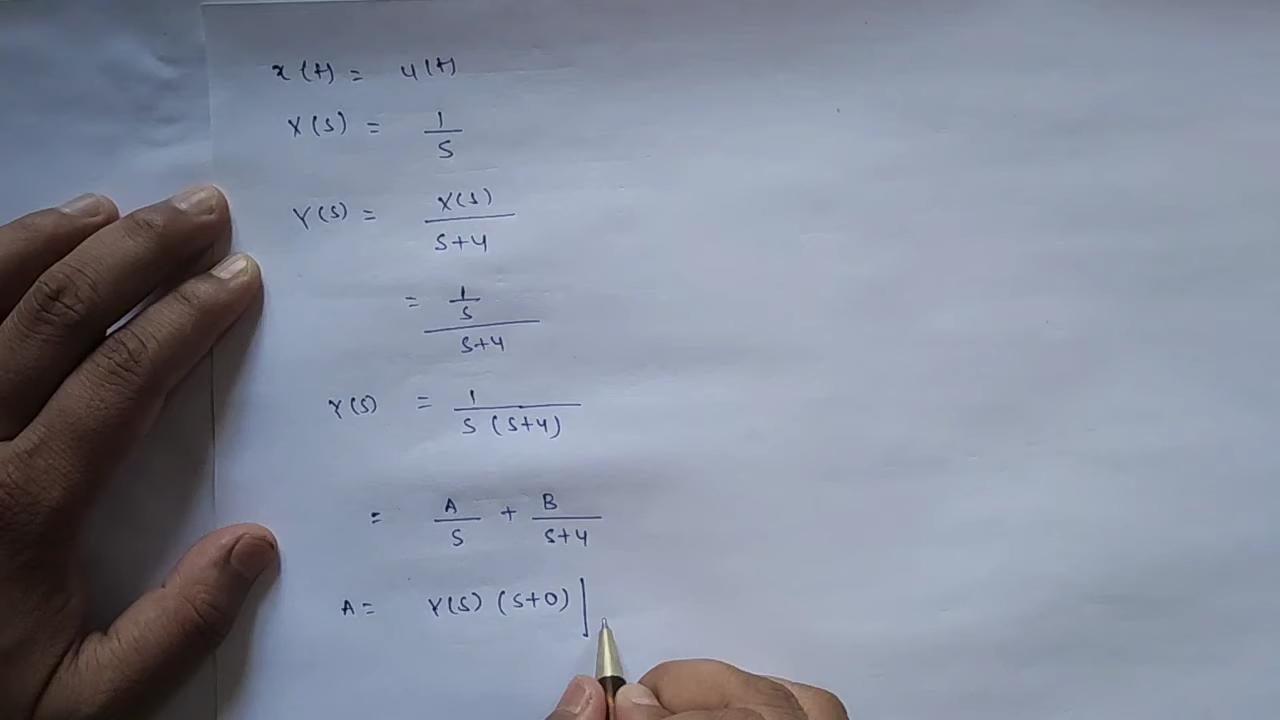 x(t) = u(t)
X(s) = 1/s
Y(s) = X(s)/s+4
= 1/s/s+4
Y(s) = 1/s(s+4)
= A/s + B/s+4
A = Y(s) (s+0) |